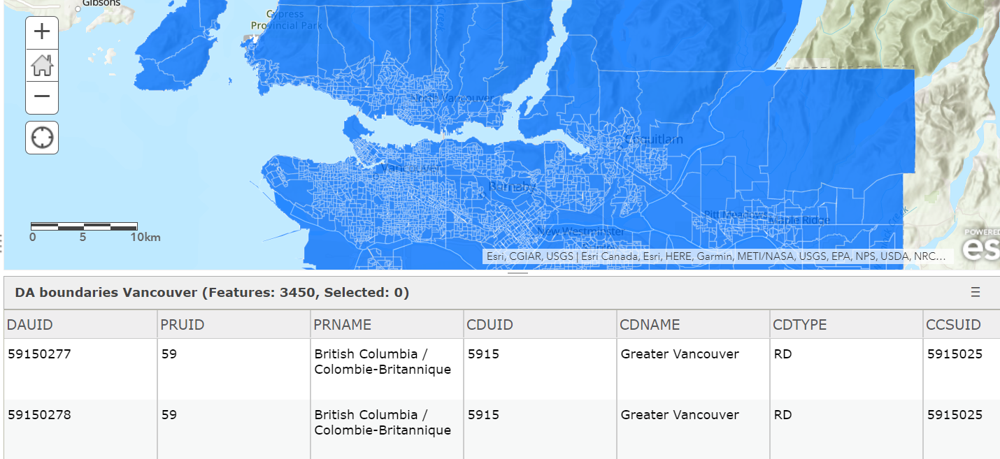 Gibsons
Cypress
Provincial Park
Creek
North Vancouver
Coquitlam
Vancouver
Burnaby
Pitt Meadows
Maple Ridge
New Westminster
Creek
0 5 10km
POWERED
es
Esri, CGIAR, USGS | Esri Canada, Esri, HERE, Garmin, METI/NASA, USGS, EPA, NPS, USDA, NRC...
DA boundaries Vancouver (Features: 3450, Selected: 0)
DAUID PRUID PRNAME CDUID CDNAME CDTYPE CCSUID
59150277 59 British Columbia / 5915 Greater Vancouver RD 5915025
Colombie-Britannique
59150278 59 British Columbia / 5915 Greater Vancouver RD 5915025
Colombie-Britannique